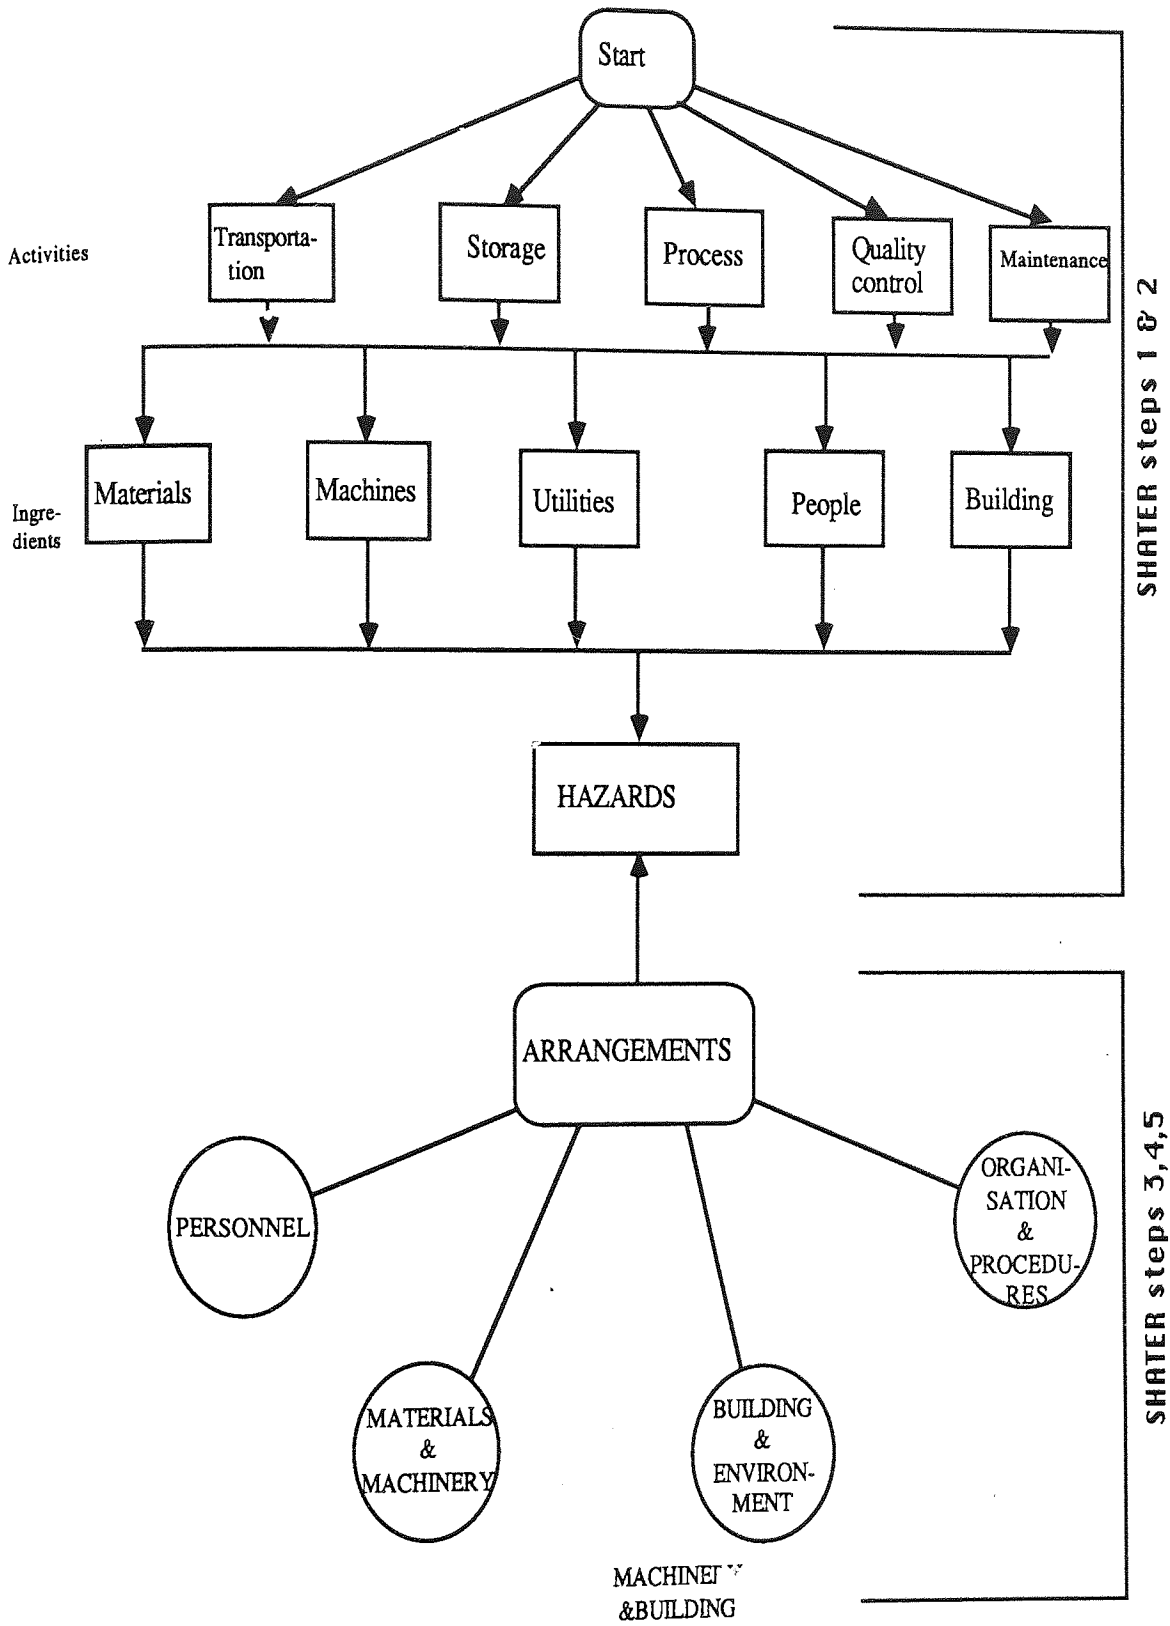 Start
Activities
Transporta-
tion
Storage
Process
Quality
control
Maintenance
Ingre-
dients
Materials
Machines
Utilities
People
Building
SHATER steps 1 & 2
HAZARDS
ARRANGEMENTS
PERSONNEL
MATERIALS
&
MACHINERY
BUILDING
&
ENVIRON-
MENT
ORGANI-
SATION
&
PROCEDU-
RES
SHATER steps 3,4,5
&BUILDING